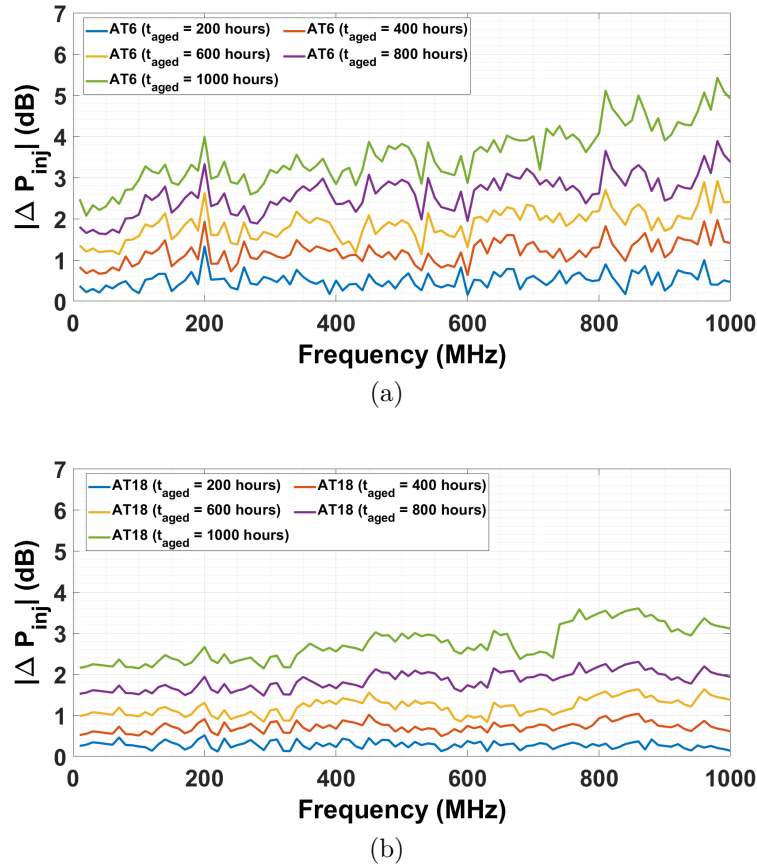 7
6
5
4
3
2
1
0
|Δ P_inj| (dB)
AT6 (t_aged = 200 hours) AT6 (t_aged = 400 hours)
AT6 (t_aged = 600 hours) AT6 (t_aged = 800 hours)
AT6 (t_aged = 1000 hours)
0 200 400 600 800 1000
Frequency (MHz)
(a)
7
6
5
4
3
2
1
0
|Δ P_inj| (dB)
AT18 (t_aged = 200 hours) AT18 (t_aged = 400 hours)
AT18 (t_aged = 600 hours) AT18 (t_aged = 800 hours)
AT18 (t_aged = 1000 hours)
0 200 400 600 800 1000
Frequency (MHz)
(b)